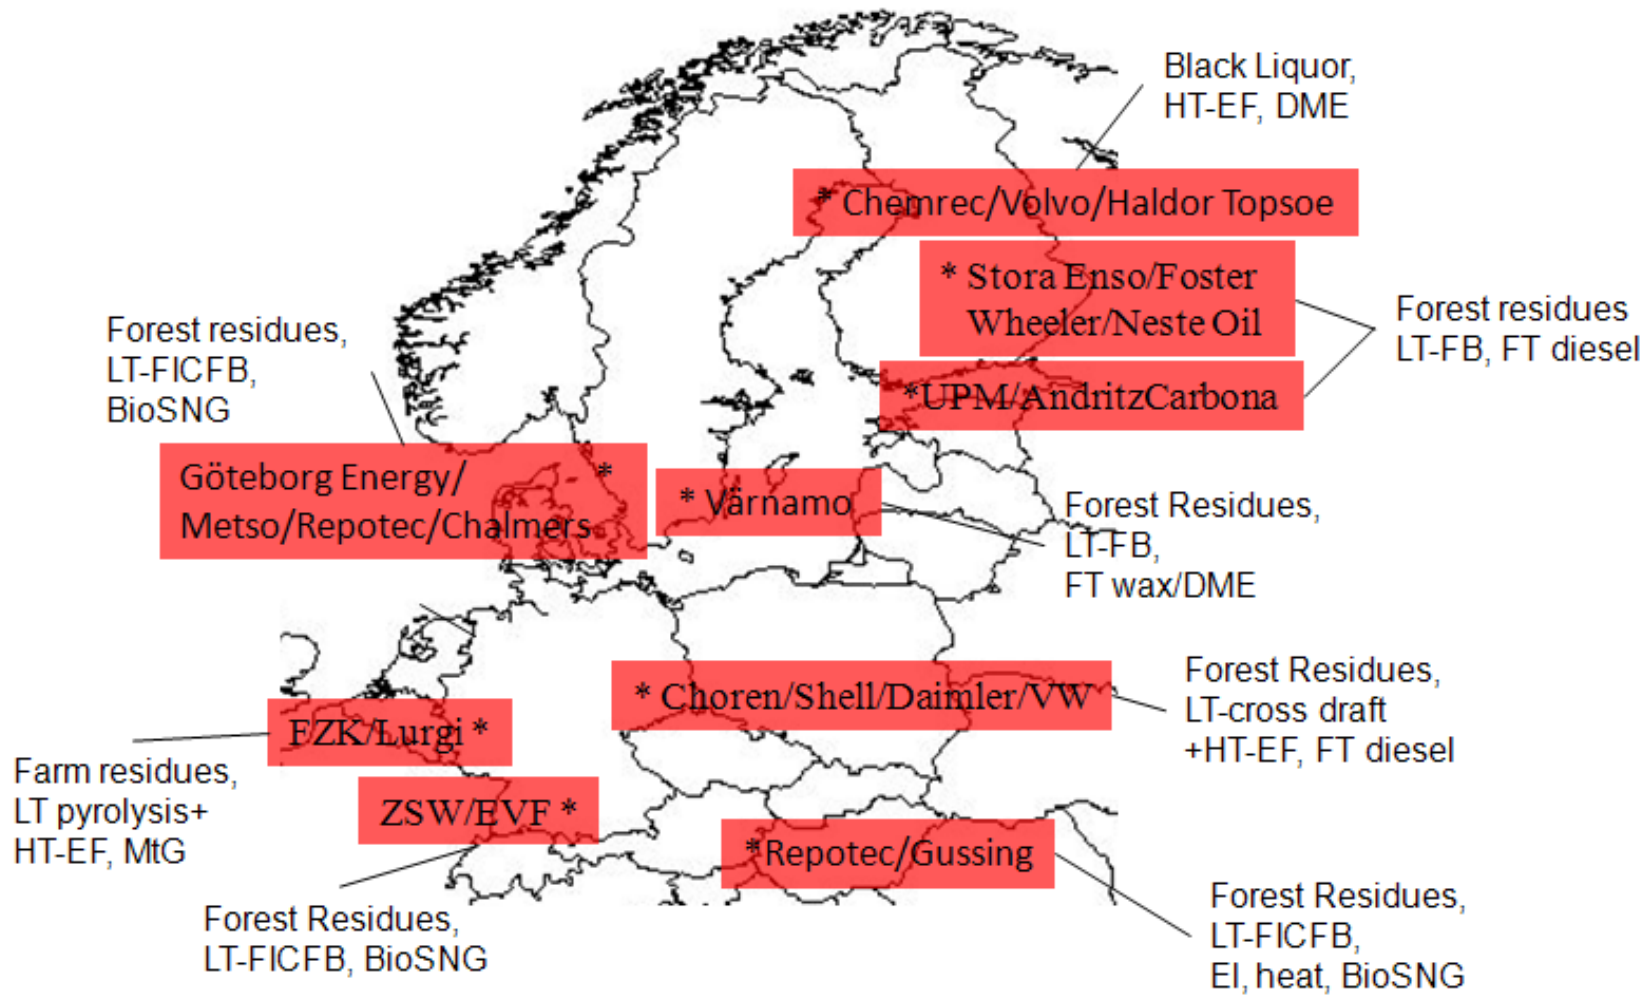 Black Liquor,
HT-EF, DME
* Chemrec/Volvo/Haldor Topsoe
* Stora Enso/Foster
Wheeler/Neste Oil
Forest residues
LT-FB, FT diesel
*UPM/AndritzCarbona
Forest residues,
LT-FICFB,
BioSNG
Göteborg Energy/ *
Metso/Repotec/Chalmers
* Värnamo
Forest Residues,
LT-FB,
FT wax/DME
* Choren/Shell/Daimler/VW
Forest Residues,
LT-cross draft
+HT-EF, FT diesel
FZK/Lurgi *
Farm residues,
LT pyrolysis+
HT-EF, MtG
ZSW/EVF *
Forest Residues,
LT-FICFB, BioSNG
*Repotec/Gussing
Forest Residues,
LT-FICFB,
El, heat, BioSNG